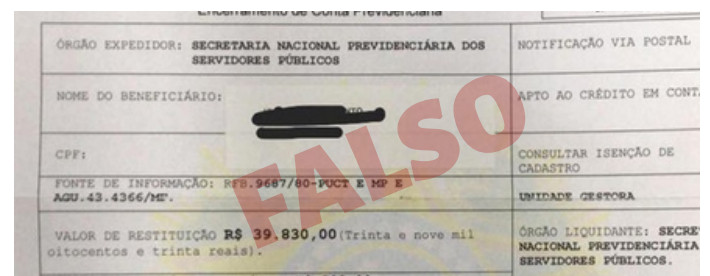 Encerramento de Conta Previdenciária
ÓRGÃO EXPEDIDOR: SECRETARIA NACIONAL PREVIDENCIÁRIA DOS
SERVIDORES PÚBLICOS
NOTIFICAÇÃO VIA POSTAL
NOME DO BENEFICIÁRIO:
APTO AO CRÉDITO EM CONTA
CPF:
CONSULTAR ISENÇÃO DE
CADASTRO
FONTE DE INFORMAÇÃO: RFB.9687/80-PUCT E MP E
AGU.43.4366/MF.
UNIDADE GESTORA
VALOR DE RESTITUIÇÃO R$ 39.830,00(Trinta e nove mil
oitocentos e trinta reais).
ÓRGÃO LIQUIDANTE: SECRE
NACIONAL PREVIDENCIÁRIA
SERVIDORES PÚBLICOS.
FALSO